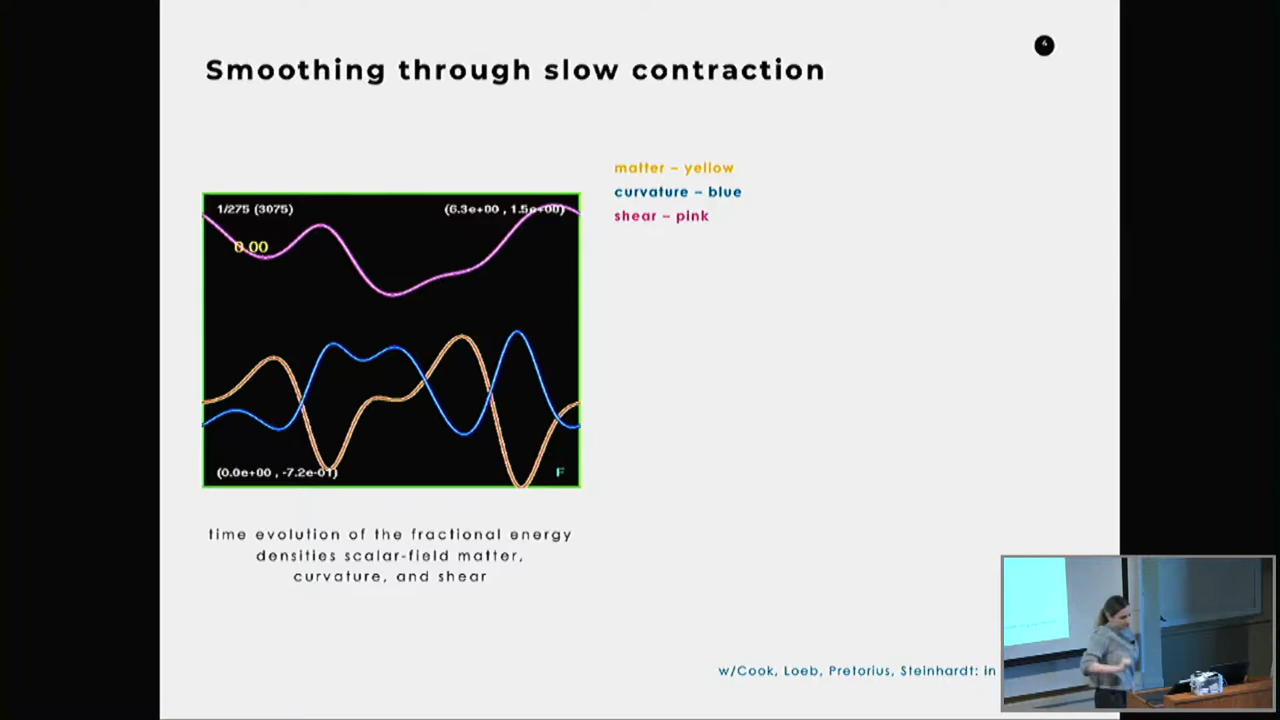 4
Smoothing through slow contraction
matter – yellow
curvature – blue
shear – pink
1/275 (3075)
(6.3e+00 , 1.5e+00)
0.00
(0.0e+00 , -7.2e-01)
F
time evolution of the fractional energy
densities scalar-field matter,
curvature, and shear
w/Cook, Loeb, Pretorius, Steinhardt: in